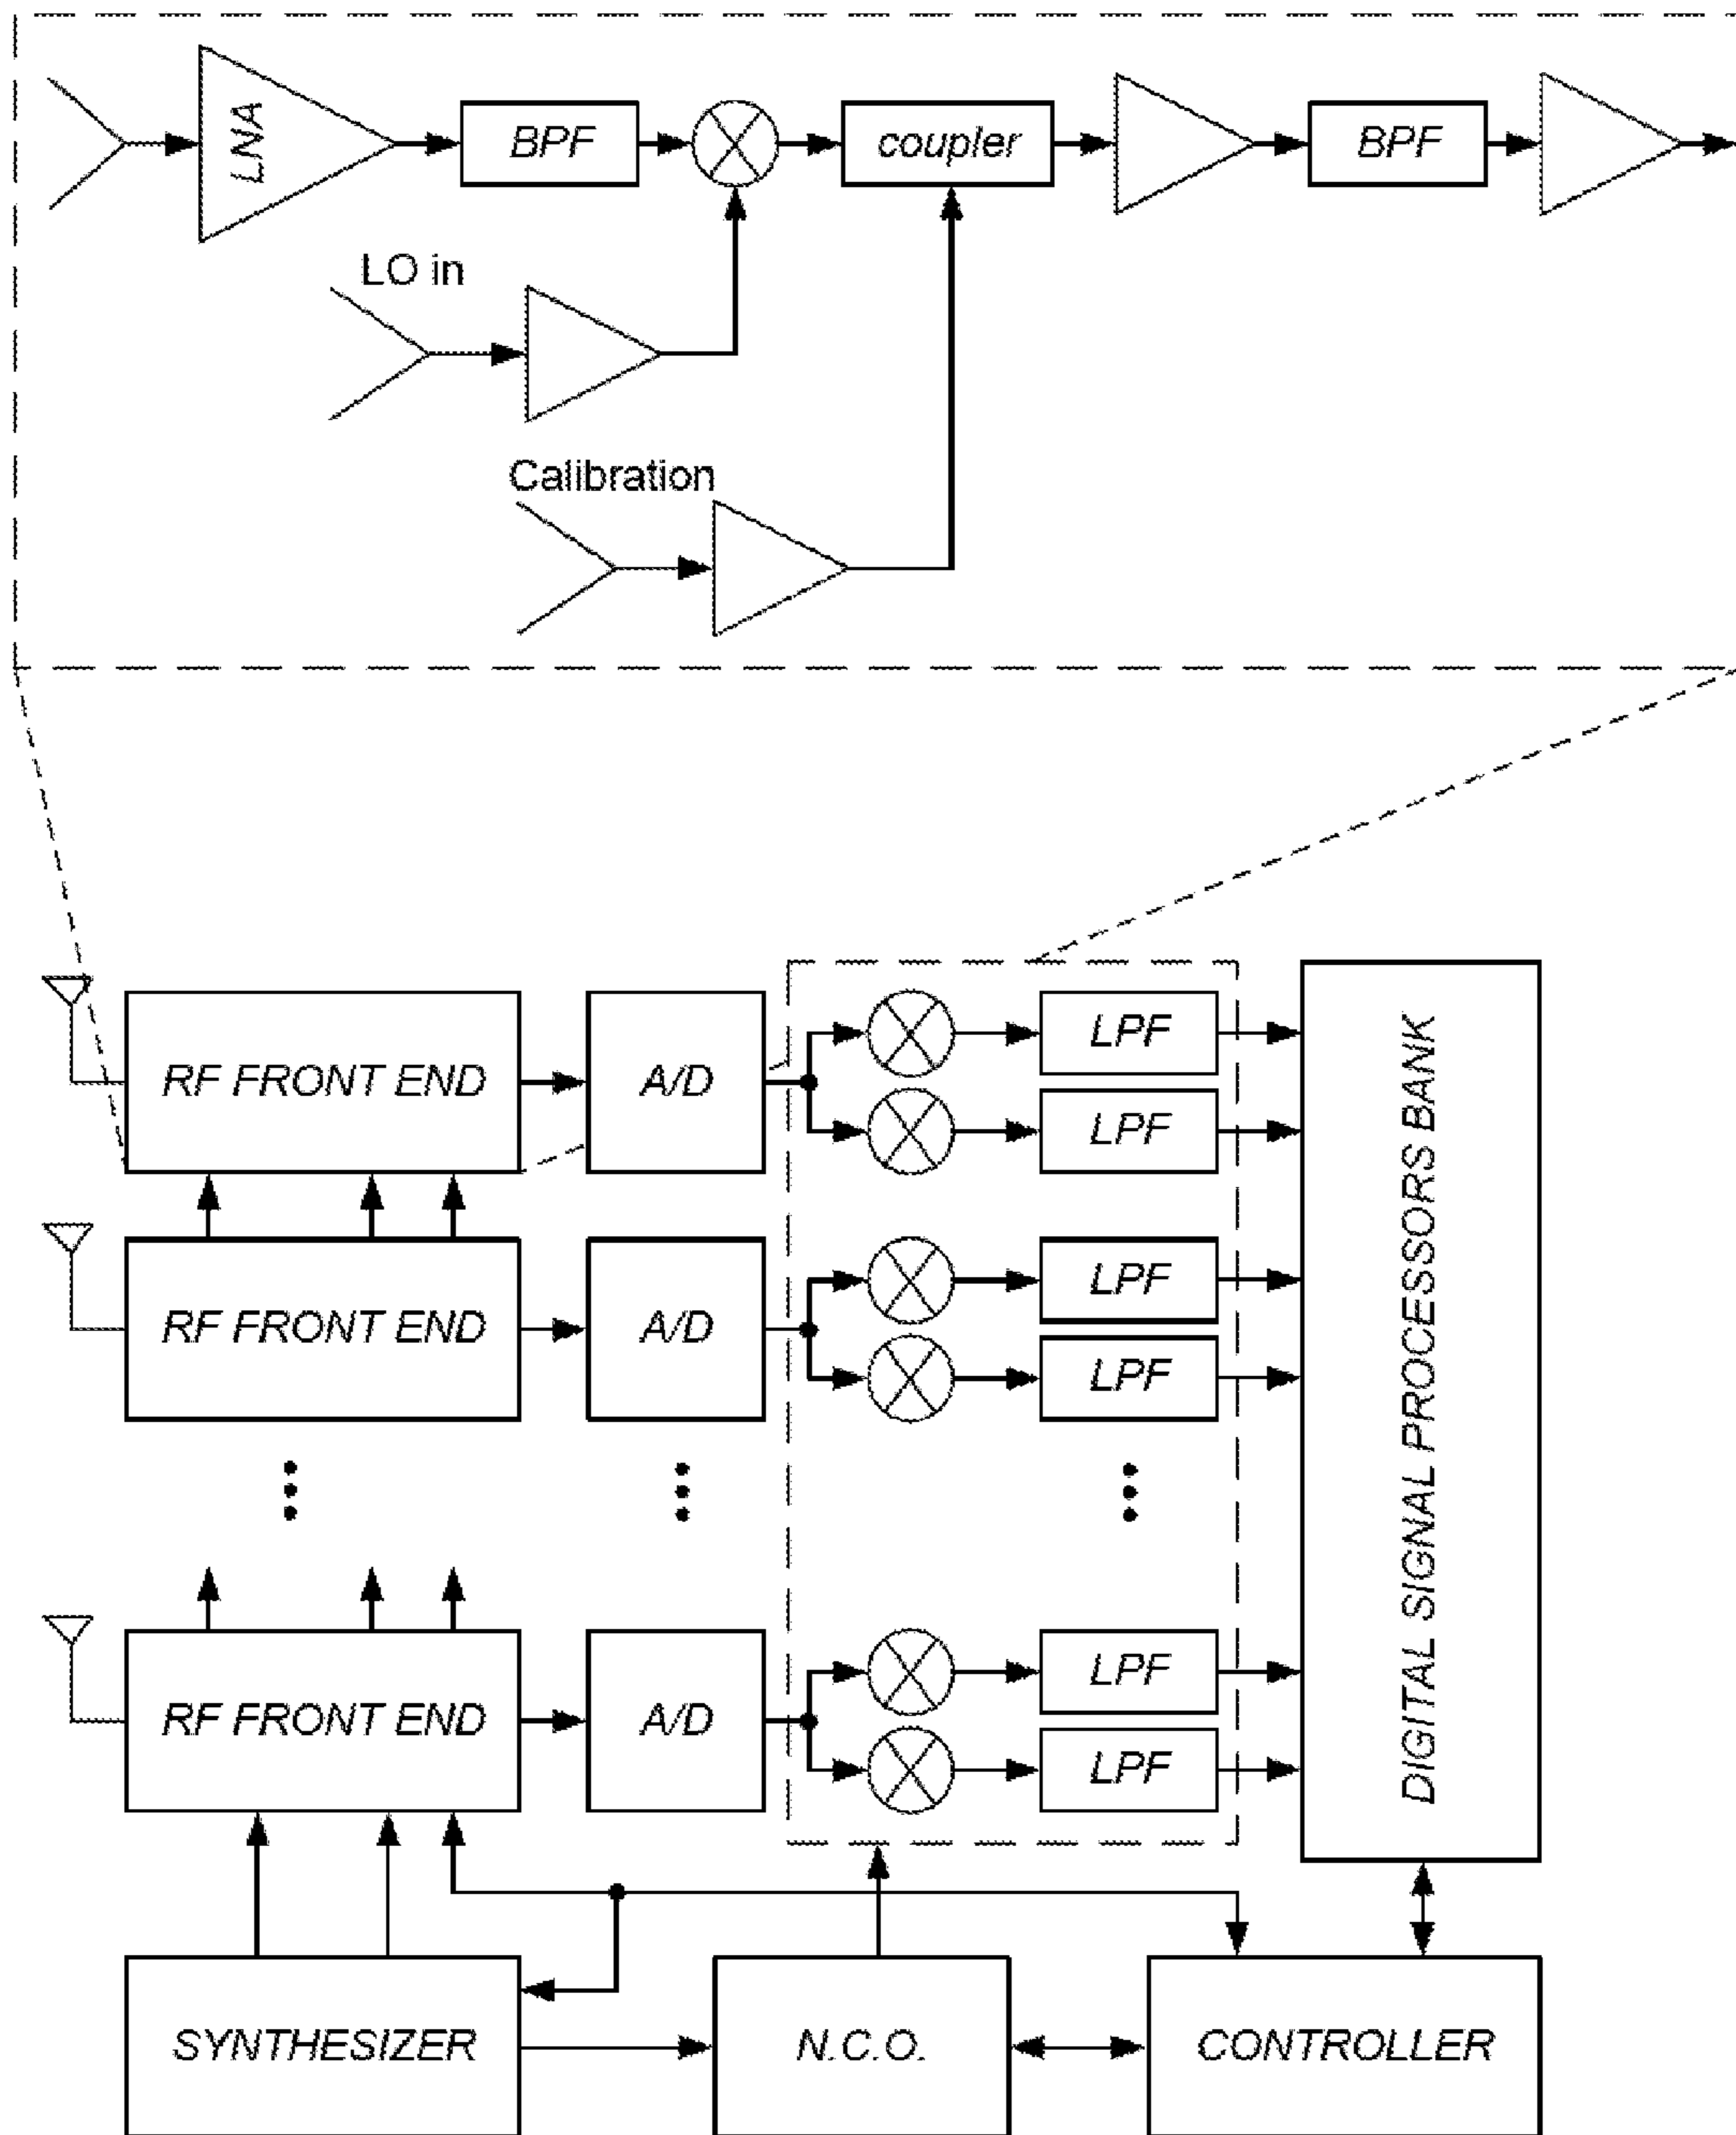 LNA
BPF
coupler
BPF
LO in
Calibration
RF FRONT END
A/D
LPF
LPF
RF FRONT END
A/D
LPF
LPF
RF FRONT END
A/D
LPF
LPF
DIGITAL SIGNAL PROCESSORS BANK
SYNTHESIZER
N.C.O.
CONTROLLER